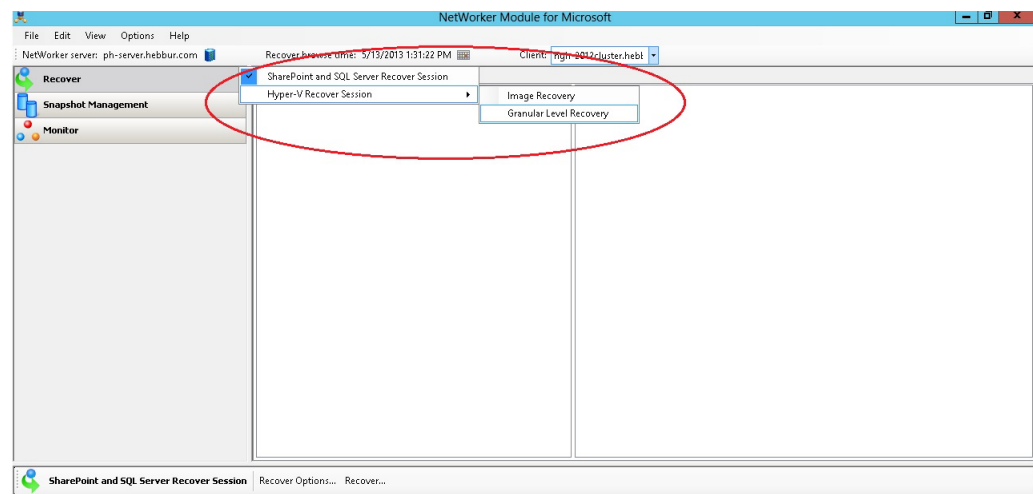 NetWorker Module for Microsoft
File Edit View Options Help
NetWorker server: ph-server.hebbur.com Recover browse time: 5/13/2013 1:31:22 PM Client:
Recover
SharePoint and SQL Server Recover Session
Hyper-V Recover Session
Image Recovery
Snapshot Management
Granular Level Recovery
Monitor
SharePoint and SQL Server Recover Session Recover Options... Recover...